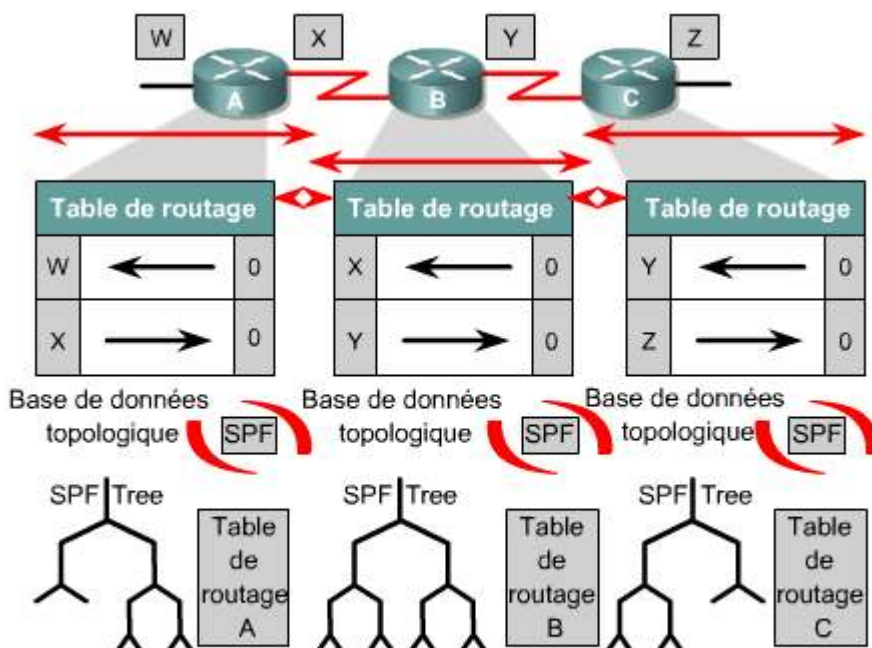 W
X
Y
Z
A
B
C
Table de routage
W 0
X 0
Table de routage
X 0
Y 0
Table de routage
Y 0
Z 0
Base de données
topologique
SPF
Base de données
topologique
SPF
Base de données
topologique
SPF
SPF Tree
Table
de
routage
A
SPF Tree
Table
de
routage
B
SPF Tree
Table
de
routage
C